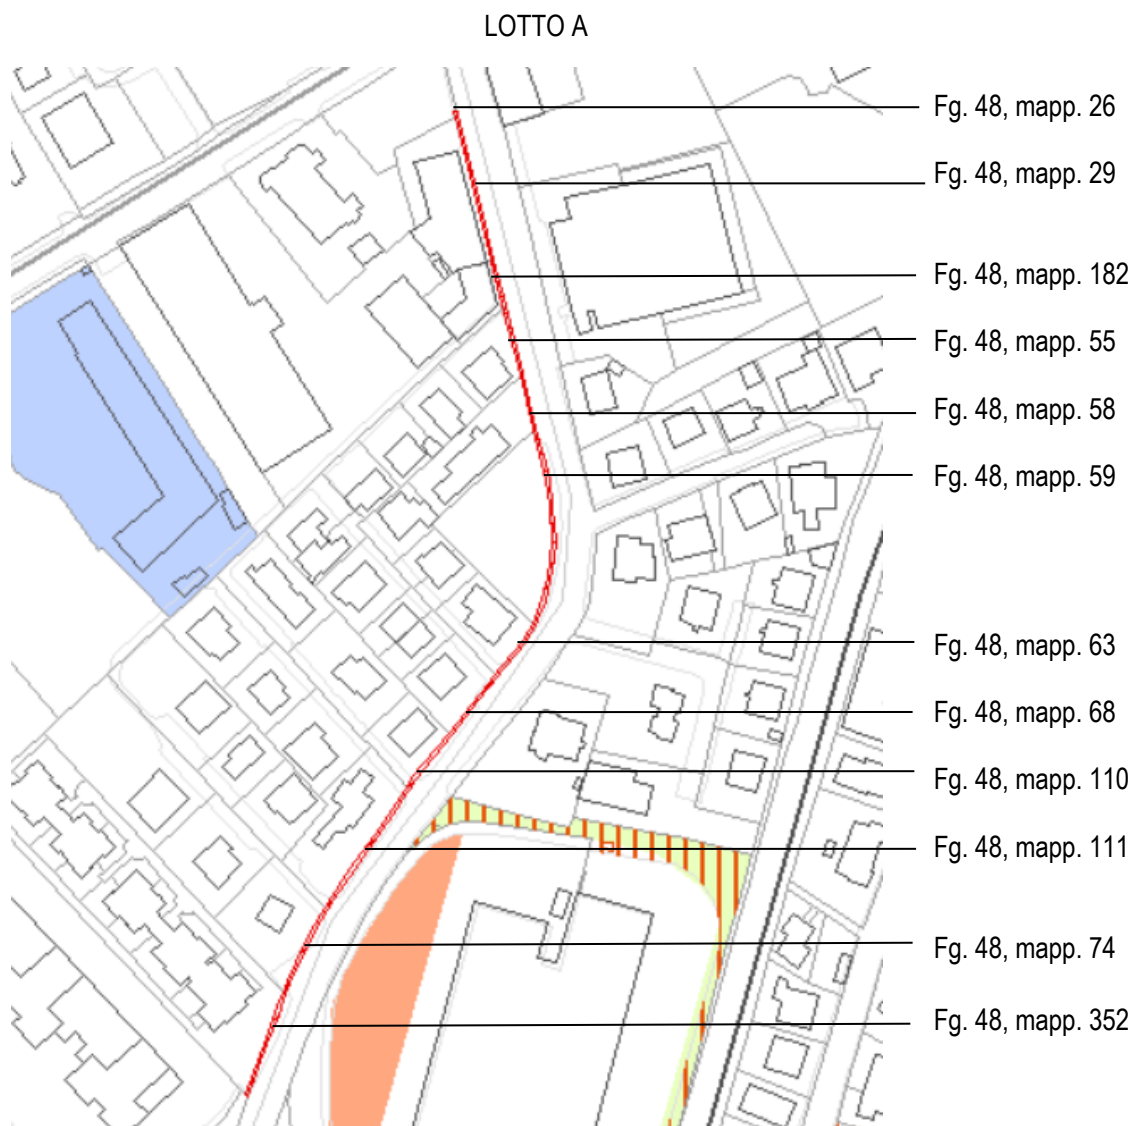 LOTTO A
Fg. 48, mapp. 26
Fg. 48, mapp. 29
Fg. 48, mapp. 182
Fg. 48, mapp. 55
Fg. 48, mapp. 58
Fg. 48, mapp. 59
Fg. 48, mapp. 63
Fg. 48, mapp. 68
Fg. 48, mapp. 110
Fg. 48, mapp. 111
Fg. 48, mapp. 74
Fg. 48, mapp. 352